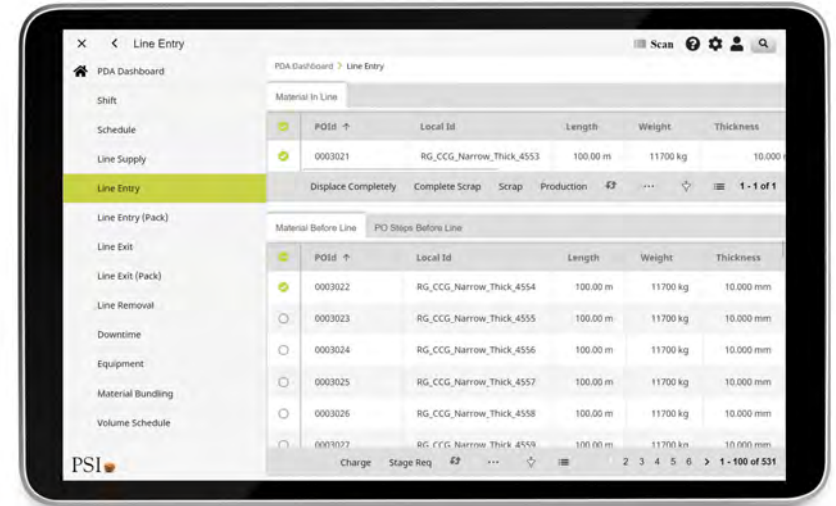 Line Entry
Scan
PDA Dashboard
Shift
Schedule
Line Supply
Line Entry
Line Entry (Pack)
Line Exit
Line Exit (Pack)
Line Removal
Downtime
Equipment
Material Bundling
Volume Schedule
PSI
PDA Dashboard > Line Entry
Material In Line
POId ↑ Local Id Length Weight Thickness
0003021 RG_CCG_Narrow_Thick_4553 100.00 m 11700 kg 10.000
Displace Completely Complete Scrap Scrap Production ... 1 - 1 of 1
Material Before Line PO Steps Before Line
POId ↑ Local Id Length Weight Thickness
0003022 RG_CCG_Narrow_Thick_4554 100.00 m 11700 kg 10.000 mm
0003023 RG_CCG_Narrow_Thick_4555 100.00 m 11700 kg 10.000 mm
0003024 RG_CCG_Narrow_Thick_4556 100.00 m 11700 kg 10.000 mm
0003025 RG_CCG_Narrow_Thick_4557 100.00 m 11700 kg 10.000 mm
0003026 RG_CCG_Narrow_Thick_4558 100.00 m 11700 kg 10.000 mm
0003027 RG_CCG_Narrow_Thick_4559 100.00 m 11700 kg 10.000 mm
Charge Stage Req ... 2 3 4 5 6 > 1 - 100 of 531